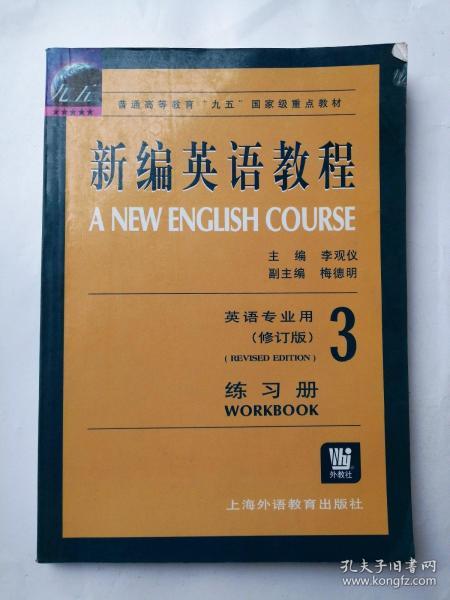 九五
普通高等教育"九五"国家级重点教材
新编英语教程
A NEW ENGLISH COURSE
主 编 李观仪
副主编 梅德明
英语专业用
(修订版)
(REVISED EDITION)
3
练习册
WORKBOOK
外教社
上海外语教育出版社
孔夫子旧书网
www.kongfz.com